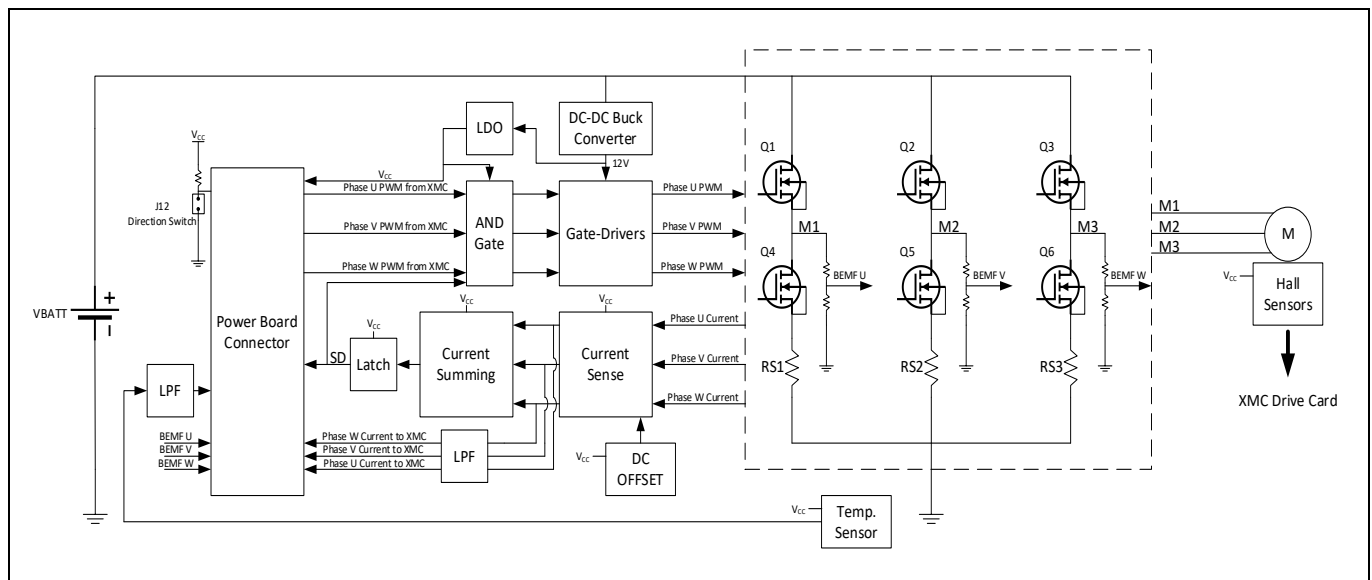 VBATT
+
-
Vcc
J12
Direction Switch
Power Board
Connector
LDO
DC-DC Buck
Converter
12V
Vcc
Phase U PWM from XMC
Phase V PWM from XMC
Phase W PWM from XMC
AND
Gate
Gate-Drivers
Phase U PWM
Phase V PWM
Phase W PWM
SD
Vcc
Latch
Vcc
Current
Summing
Vcc
Current
Sense
Phase U Current
Phase V Current
Phase W Current
LPF
BEMF U
BEMF V
BEMF W
Phase W Current to XMC
Phase V Current to XMC
Phase U Current to XMC
LPF
Vcc
DC
OFFSET
Vcc
Temp.
Sensor
Q1
Q2
Q3
M1
M2
M3
Q4
Q5
Q6
BEMF U
BEMF V
BEMF W
RS1
RS2
RS3
M1
M2
M3
M
Vcc
Hall
Sensors
XMC Drive Card